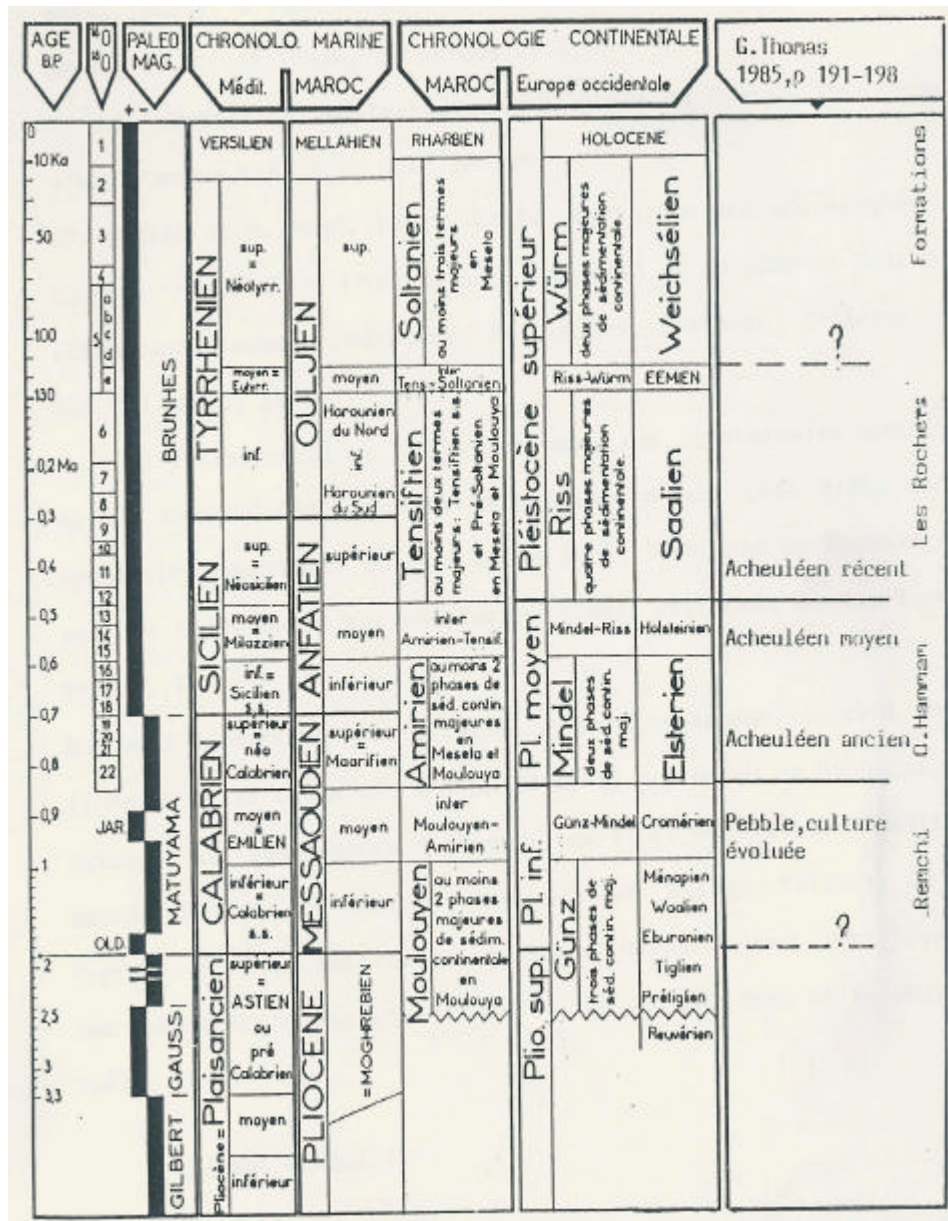 AGE
B.P
PALEO
MAG.
+ -
CHRONOLO. MARINE
Médit.
MAROC
CHRONOLOGIE CONTINENTALE
MAROC
Europe occidentale
G.Thomas
1985,p 191-198
0
10 Ka
50
100
130
0,2 Ma
0,3
0,4
0,5
0,6
0,7
0,8
0,9
1
2
2,5
3
3,3
1
2
3
4
5
a
b
c
d
e
6
7
8
9
10
11
12
13
14
15
16
17
18
19
20
21
22
JAR.
OLD.
BRUNHES
MATUYAMA
GAUSS
GILBERT
VERSILIEN
TYRRHENIEN
sup.
=
Néotyrr.
moyen =
Eutyrr.
inf.
SICILIEN
sup.
=
Néosicilien
moyen
=
Milazzien
inf. =
Sicilien
s.s.
CALABRIEN
supérieur
=
néo
Calabrien
moyen
=
EMILIEN
inférieur
=
Calabrien
s.s.
Pliocène = Plaisancien
supérieur
=
ASTIEN
ou
pré
Calabrien
moyen
inférieur
MELLAHIEN
OULJIEN
sup.
moyen
Harounien
du Nord
inf.
Harounien
du Sud
ANFATIEN
supérieur
moyen
inférieur
MESSAOUDIEN
supérieur
=
Maarifien
moyen
inférieur
PLIOCENE
= MOGHREBIEN
RHARBIEN
Soltanien
au moins trois termes
majeurs
en
Meseta
Inter
Tens-Soltanien
Tensiftien
au moins deux termes
majeurs : Tensiftien s.s.
et Pré-Soltanien
en Meseta et Moulouya
inter
Amirien-Tensif.
Amirien
au moins 2
phases de
séd. contin.
majeures
en
Meseta et
Moulouya
inter
Moulouyen-
Amirien
Moulouyen
au moins
2 phases
majeures
de sédim.
continentale
en
Moulouya
HOLOCENE
Pléistocène supérieur
Würm
deux phases majeures
de sédimentation
continentale.
Weichsélien
Riss-Würm
EEMIEN
Riss
quatre phases majeures
de sédimentation
continentale.
Saalien
Pl. moyen
Mindel-Riss
Holsteinien
Mindel
deux phases
de séd. contin.
maj.
Elsterien
Pl. inf.
Günz-Mindel
Cromérien
Günz
trois phases de
séd. contin. maj.
Ménapien
Waalien
Eburonien
Tiglien
Prétiglien
Plio. sup.
Plio inf.
Reuvérien
?
Acheuléen récent
Acheuléen moyen
Acheuléen ancien
Pebble,culture
évoluée
?
Formations
Les Rochers
O.Hammam
Remchi